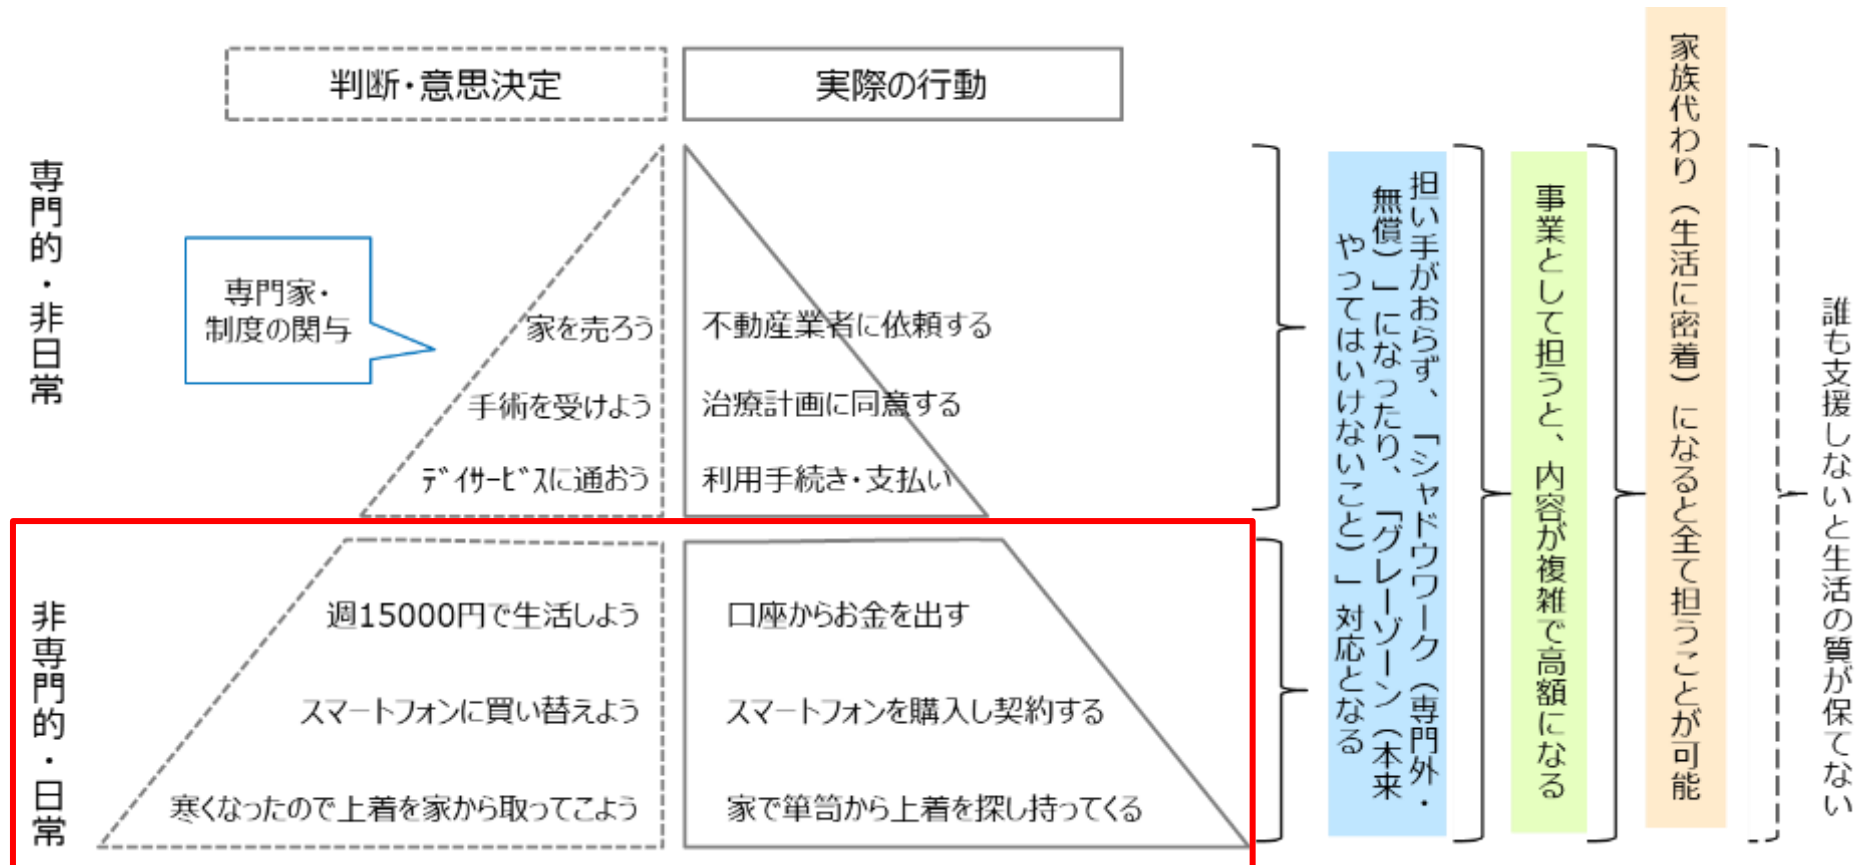 判断・意思決定
実際の行動
専門的・非日常
専門家・
制度の関与
家を売ろう
不動産業者に依頼する
手術を受けよう
治療計画に同意する
ﾃﾞｲｻｰﾋﾞｽに通おう
利用手続き・支払い
非専門的・日常
週15000円で生活しよう
口座からお金を出す
スマートフォンに買い替えよう
スマートフォンを購入し契約する
寒くなったので上着を家から取ってこよう
家で箪笥から上着を探し持ってくる
担い手がおらず、「シャドウワーク（専門外・
無償）」になったり、「グレーゾーン（本来
やってはいけないこと）」対応となる
事業として担うと、内容が複雑で高額になる
家族代わり（生活に密着）になると全て担うことが可能
誰も支援しないと生活の質が保てない